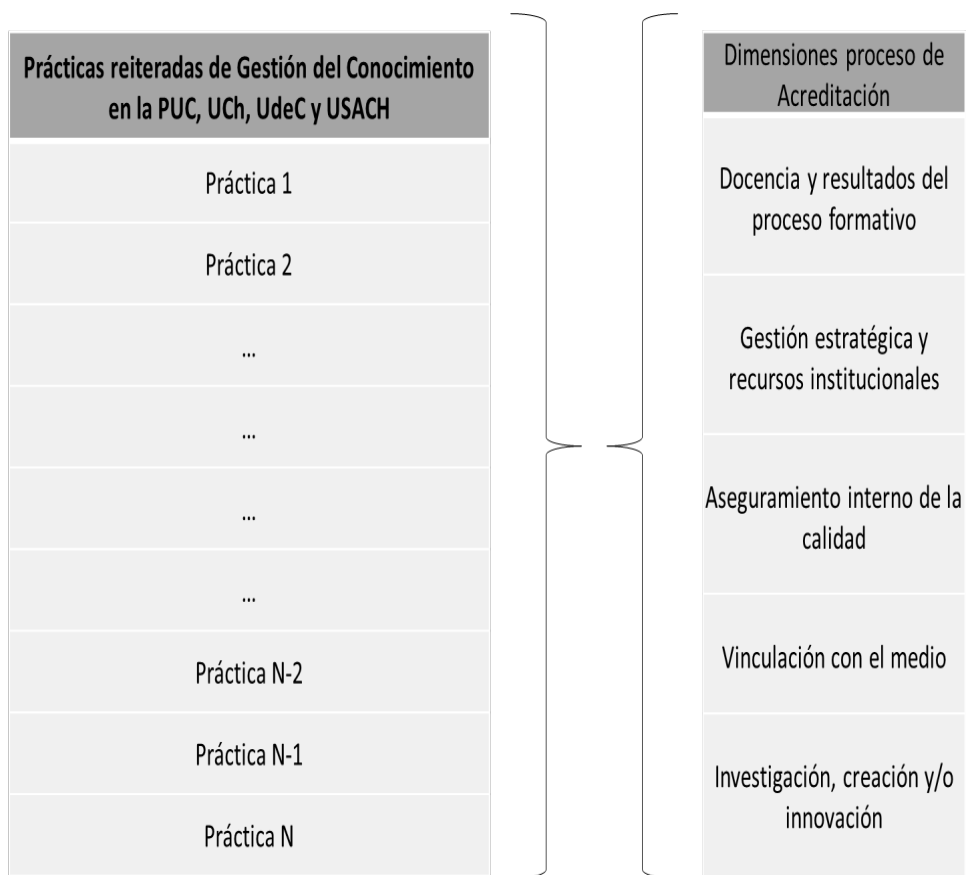 Prácticas reiteradas de Gestión del Conocimiento
en la PUC, UCh, UdeC y USACH
Práctica 1
Práctica 2
...
...
...
...
Práctica N-2
Práctica N-1
Práctica N
Dimensiones proceso de
Acreditación
Docencia y resultados del
proceso formativo
Gestión estratégica y
recursos institucionales
Aseguramiento interno de la
calidad
Vinculación con el medio
Investigación, creación y/o
innovación